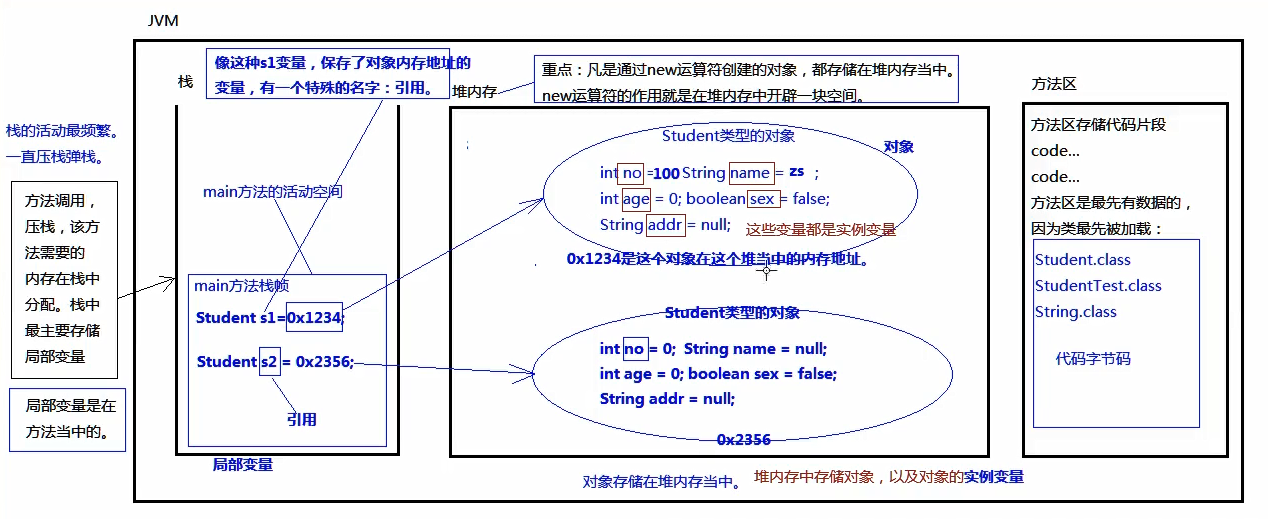 JVM
像这种s1变量，保存了对象内存地址的
变量，有一个特殊的名字：引用。
栈
堆内存
重点：凡是通过new运算符创建的对象，都存储在堆内存当中。
new运算符的作用就是在堆内存中开辟一块空间。
方法区
栈的活动最频繁。
一直压栈弹栈。
方法调用，
压栈，该方
法需要的
内存在栈中
分配。栈中
最主要存储
局部变量
局部变量是在
方法当中的。
main方法的活动空间
main方法栈帧
Student s1=0x1234;
Student s2 = 0x2356;
引用
局部变量
Student类型的对象
对象
int no =100 String name = zs ;
int age = 0; boolean sex = false;
String addr = null;
这些变量都是实例变量
0x1234是这个对象在这个堆当中的内存地址。
Student类型的对象
int no = 0; String name = null;
int age = 0; boolean sex = false;
String addr = null;
0x2356
对象存储在堆内存当中。
堆内存中存储对象，以及对象的实例变量
方法区存储代码片段
code...
code...
方法区是最先有数据的，
因为类最先被加载：
Student.class
StudentTest.class
String.class
代码字节码